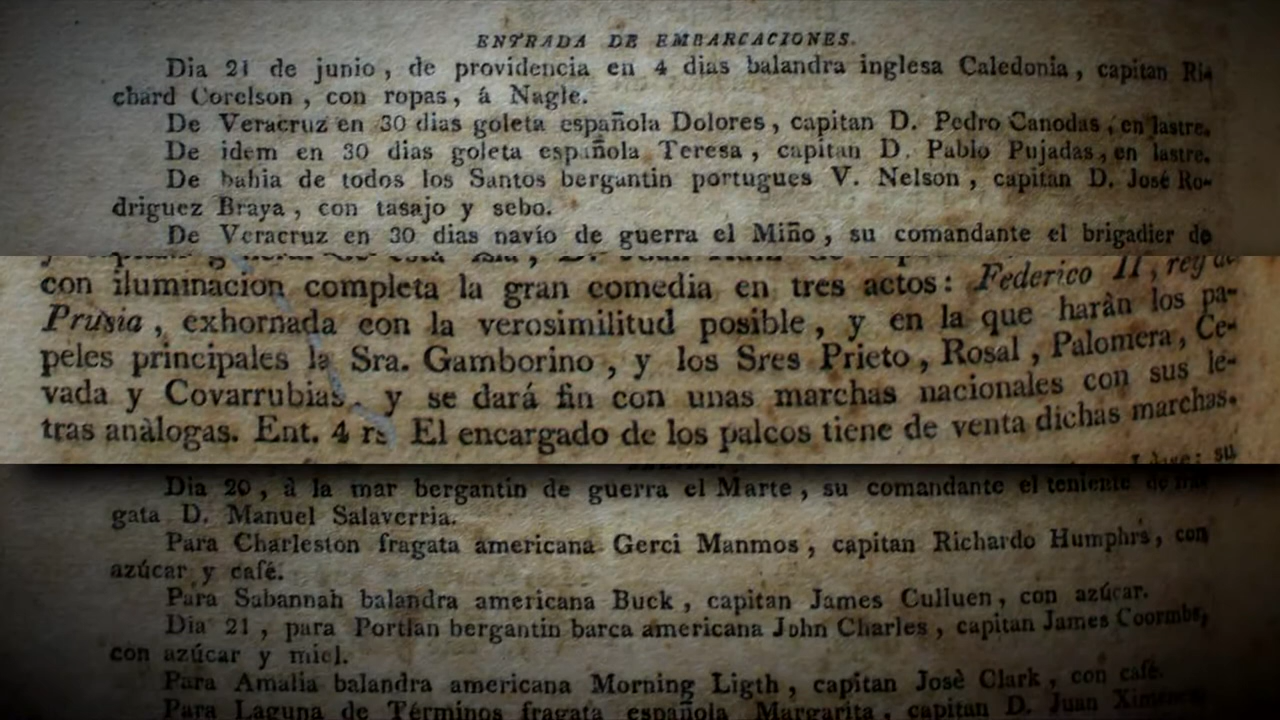 ENTRADA DE EMBARCACIONES.
Dia 21 de junio, de providencia en 4 dias balandra inglesa Caledonia, capitan Ri-
chard Corelson, con ropas, á Nagle.
De Veracruz en 30 dias goleta española Dolores, capitan D. Pedro Canodas, en lastre.
De idem en 30 dias goleta española Teresa, capitan D. Pablo Pujadas, en lastre.
De bahia de todos los Santos bergantin portugues V. Nelson, capitan D. José Ro-
driguez Braya, con tasajo y sebo.
De Veracruz en 30 dias navío de guerra el Miño, su comandante el brigadier de
con iluminacion completa la gran comedia en tres actos: Federico II, rey de
Prusia, exhornada con la verosimilitud posible, y en la que haràn los pa-
peles principales la Sra. Gamborino, y los Sres Prieto, Rosal, Palomera, Ce-
vada y Covarrubias. y se dará fin con unas marchas nacionales con sus le-
tras anàlogas. Ent. 4 rs El encargado de los palcos tiene de venta dichas marchas.
Dia 20, à la mar bergantin de guerra el Marte, su comandante el teniente de fra-
gata D. Manuel Salaverria.
Para Charleston fragata americana Gerci Manmos, capitan Richardo Humphrs, con
azúcar y café.
Para Sabannah balandra americana Buck, capitan James Culluen, con azúcar.
Dia 21, para Portlan bergantin barca americana John Charles, capitan James Coormbs,
con azúcar y miel.
Para Amalia balandra americana Morning Ligth, capitan Josè Clark, con café.
Para Laguna de Términos fragata española Margarita, capitan D. Juan